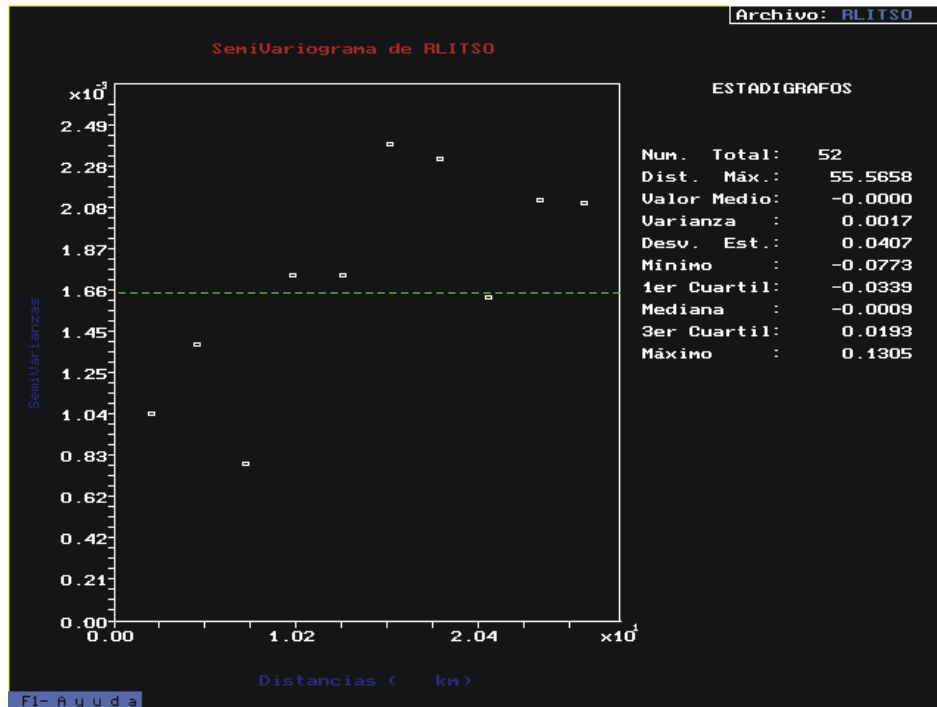 Archivo: RLITSO
SemiVariograma de RLITSO
x10⁻³
2.49
2.28
2.08
1.87
1.66
1.45
1.25
1.04
0.83
0.62
0.42
0.21
0.00
SemiVarianzas
0.00 1.02 2.04 x10¹
Distancias ( km)
ESTADIGRAFOS
Num. Total: 52
Dist. Máx.: 55.5658
Valor Medio: -0.0000
Varianza : 0.0017
Desv. Est.: 0.0407
Mínimo : -0.0773
1er Cuartil: -0.0339
Mediana : -0.0009
3er Cuartil: 0.0193
Máximo : 0.1305
F1- A y u d a